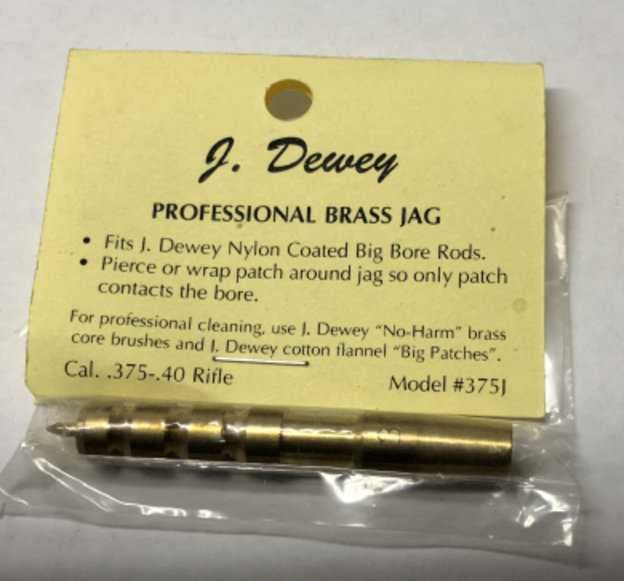 J. Dewey
PROFESSIONAL BRASS JAG
• Fits J. Dewey Nylon Coated Big Bore Rods.
• Pierce or wrap patch around jag so only patch
contacts the bore.
For professional cleaning, use J. Dewey “No-Harm” brass
core brushes and J. Dewey cotton flannel “Big Patches”.
Cal. .375-.40 Rifle
Model #375J